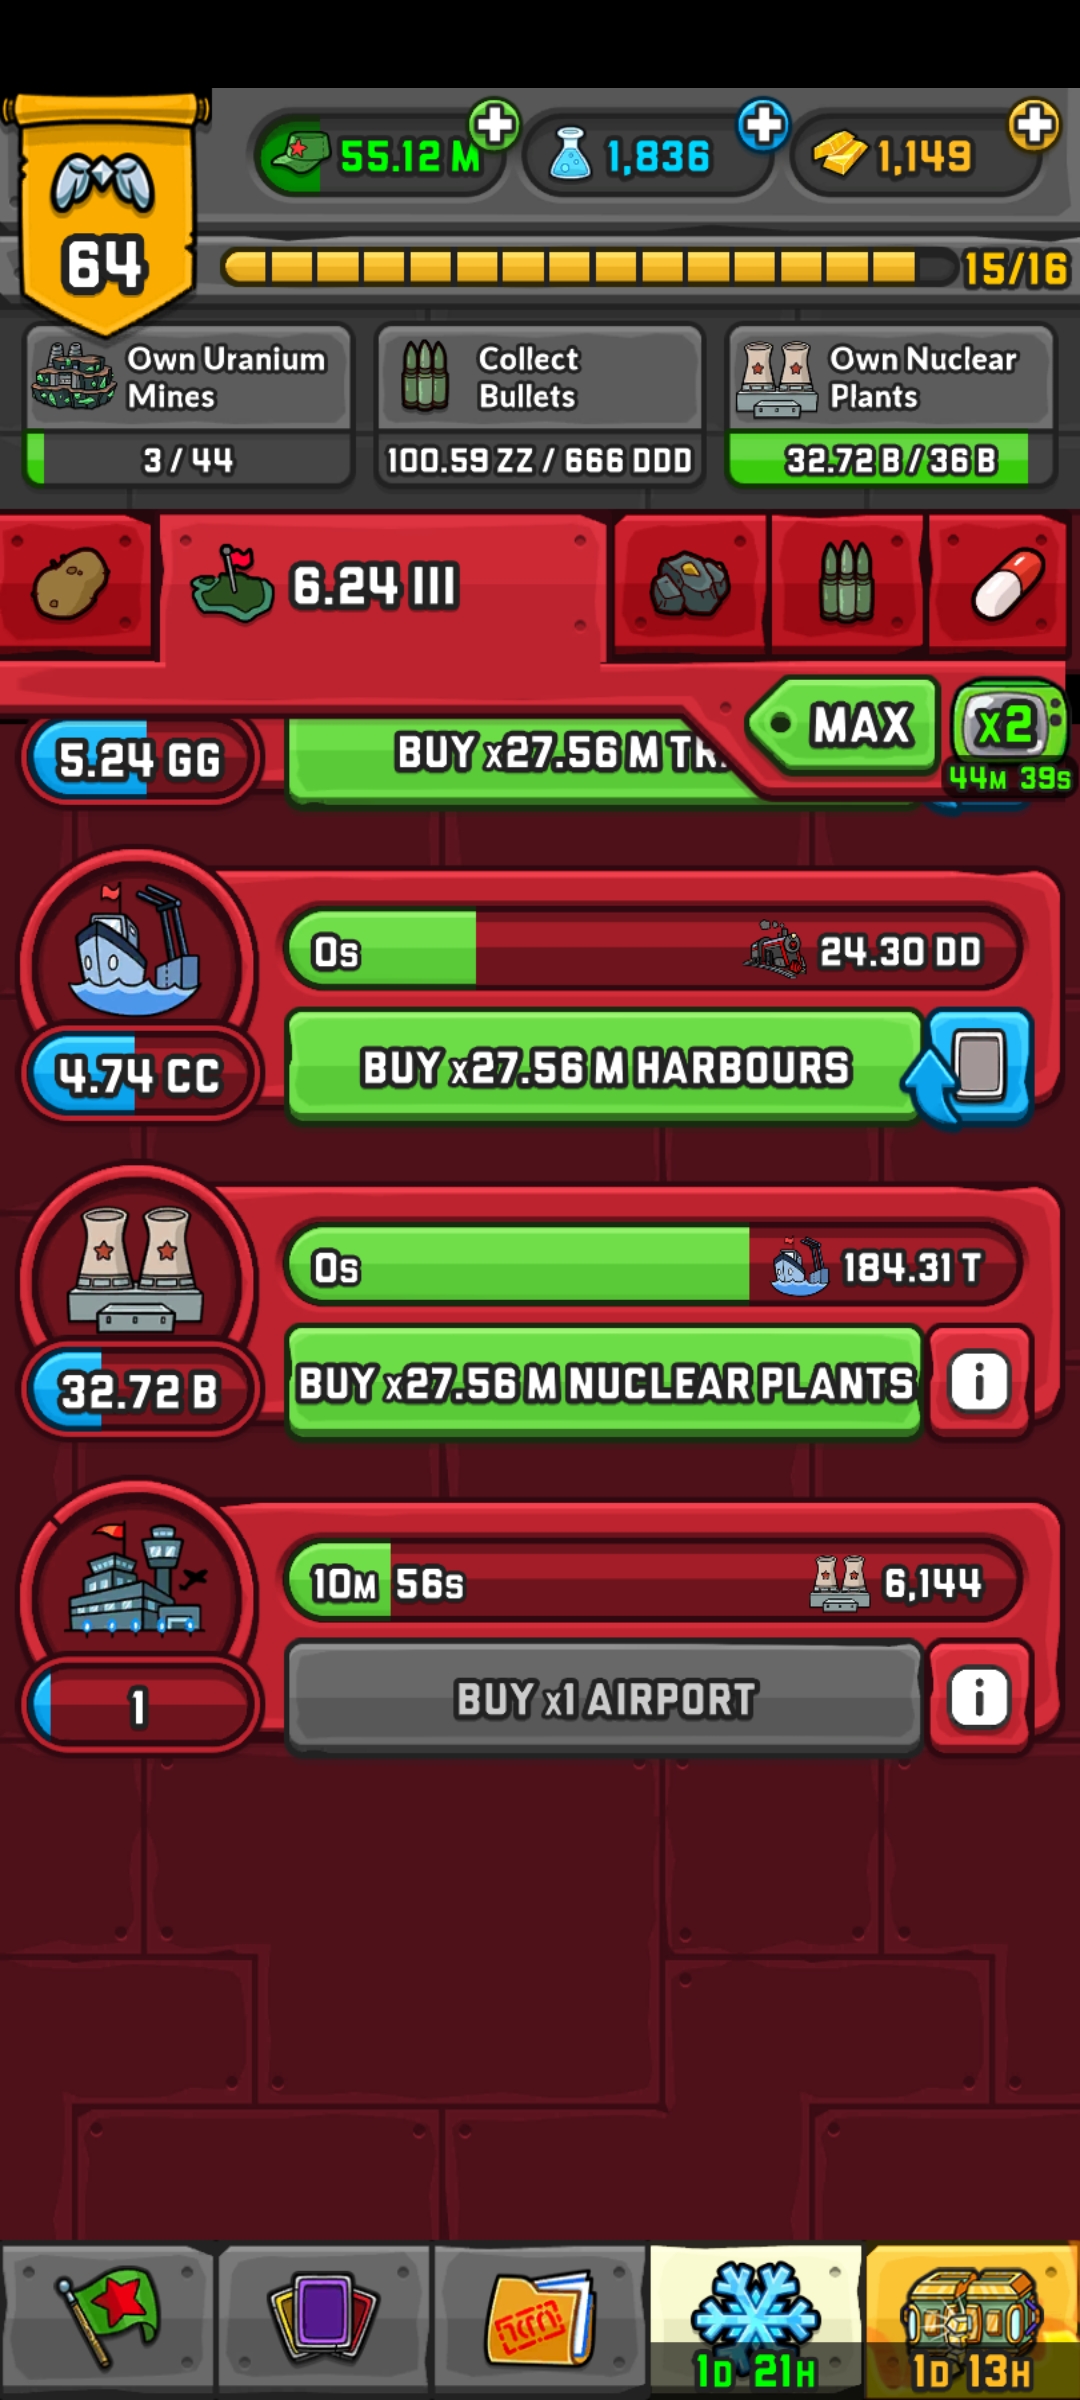 55.12 M
1,836
1,149
64
15/16
Own Uranium
Mines
3 / 44
Collect
Bullets
100.59 ZZ / 666 DDD
Own Nuclear
Plants
32.72 B / 36 B
6.24 III
MAX
x2
44M 39S
5.24 GG
BUY x27.56 M TR
0s
24.30 DD
4.74 CC
BUY x27.56 M HARBOURS
0s
184.31 T
32.72 B
BUY x27.56 M NUCLEAR PLANTS
i
10M 56s
6,144
1
BUY x1 AIRPORT
i
1D 21H
1D 13H